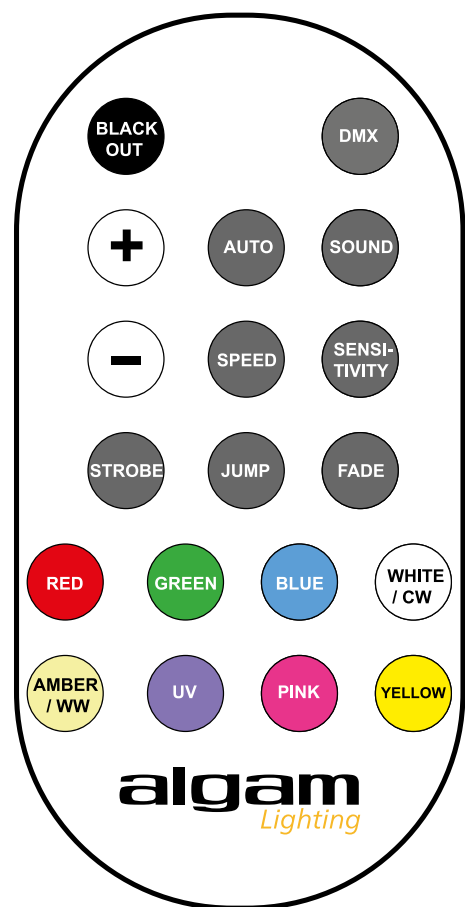 BLACK
OUT
DMX
+
AUTO
SOUND
-
SPEED
SENSI-
TIVITY
STROBE
JUMP
FADE
RED
GREEN
BLUE
WHITE
/ CW
AMBER
/ WW
UV
PINK
YELLOW
algam
Lighting